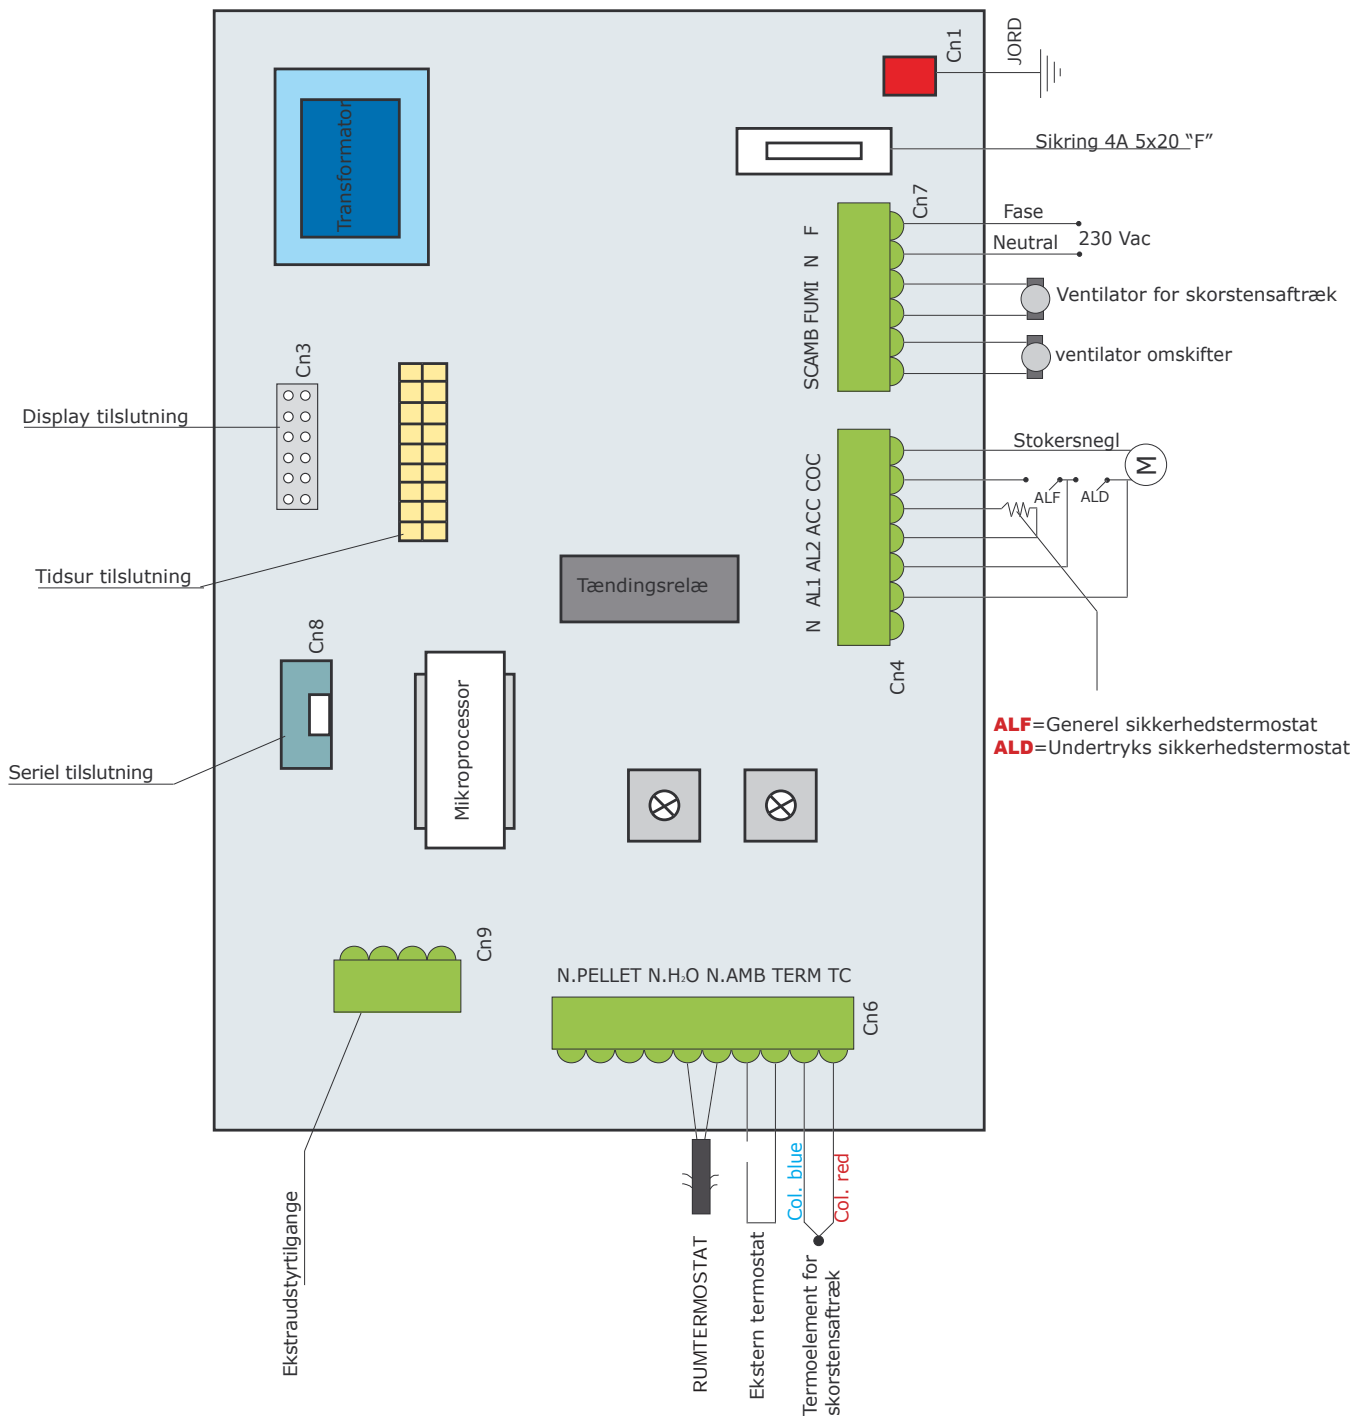 Cn1
JORD
Transformator
Sikring 4A 5x20 “F”
Cn7
Fase
Neutral
230 Vac
SCAMB FUMI N F
Ventilator for skorstensaftræk
ventilator omskifter
Cn3
Display tilslutning
Stokersnegl
M
ALF
ALD
N AL1 AL2 ACC COC
Tidsur tilslutning
Tændingsrelæ
Cn8
Cn4
Mikroprocessor
ALF=Generel sikkerhedstermostat
ALD=Undertryks sikkerhedstermostat
Seriel tilslutning
Cn9
N.PELLET N.H₂O N.AMB TERM TC
Cn6
Col. blue
Col. red
Ekstraudstyrtilgange
RUMTERMOSTAT
Ekstern termostat
Termoelement for
skorstensaftræk